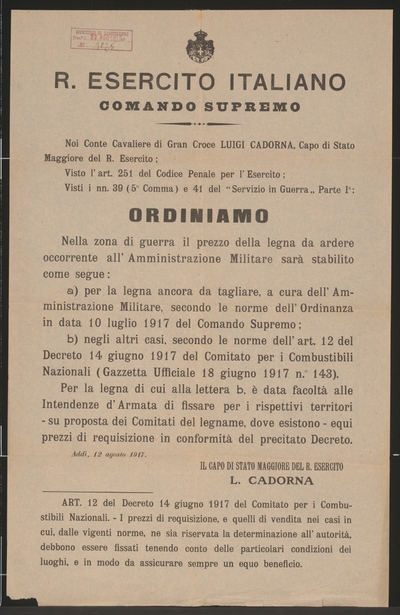 R. ESERCITO ITALIANO
COMANDO SUPREMO
Noi Conte Cavaliere di Gran Croce LUIGI CADORNA, Capo di Stato
Maggiore del R. Esercito ;
Visto l'art. 251 del Codice Penale per l'Esercito ;
Visti i nn. 39 (5° Comma) e 41 del "Servizio in Guerra„ Parte Iª:
ORDINIAMO
Nella zona di guerra il prezzo della legna da ardere
occorrente all'Amministrazione Militare sarà stabilito
come segue :
a) per la legna ancora da tagliare, a cura dell'Am-
ministrazione Militare, secondo le norme dell'Ordinanza
in data 10 luglio 1917 del Comando Supremo ;
b) negli altri casi, secondo le norme dell'art. 12 del
Decreto 14 giugno 1917 del Comitato per i Combustibili
Nazionali (Gazzetta Ufficiale 18 giugno 1917 n.° 143).
Per la legna di cui alla lettera b, è data facoltà alle
Intendenze d'Armata di fissare per i rispettivi territori
- su proposta dei Comitati del legname, dove esistono - equi
prezzi di requisizione in conformità del precitato Decreto.
Addì, 12 agosto 1917.
IL CAPO DI STATO MAGGIORE DEL R. ESERCITO
L. CADORNA
ART. 12 del Decreto 14 giugno 1917 del Comitato per i Combu-
stibili Nazionali. - I prezzi di requisizione, e quelli di vendita nei casi in
cui, dalle vigenti norme, ne sia riservata la determinazione all'autorità,
debbono essere fissati tenendo conto delle particolari condizioni dei
luoghi, e in modo da assicurare sempre un equo beneficio.